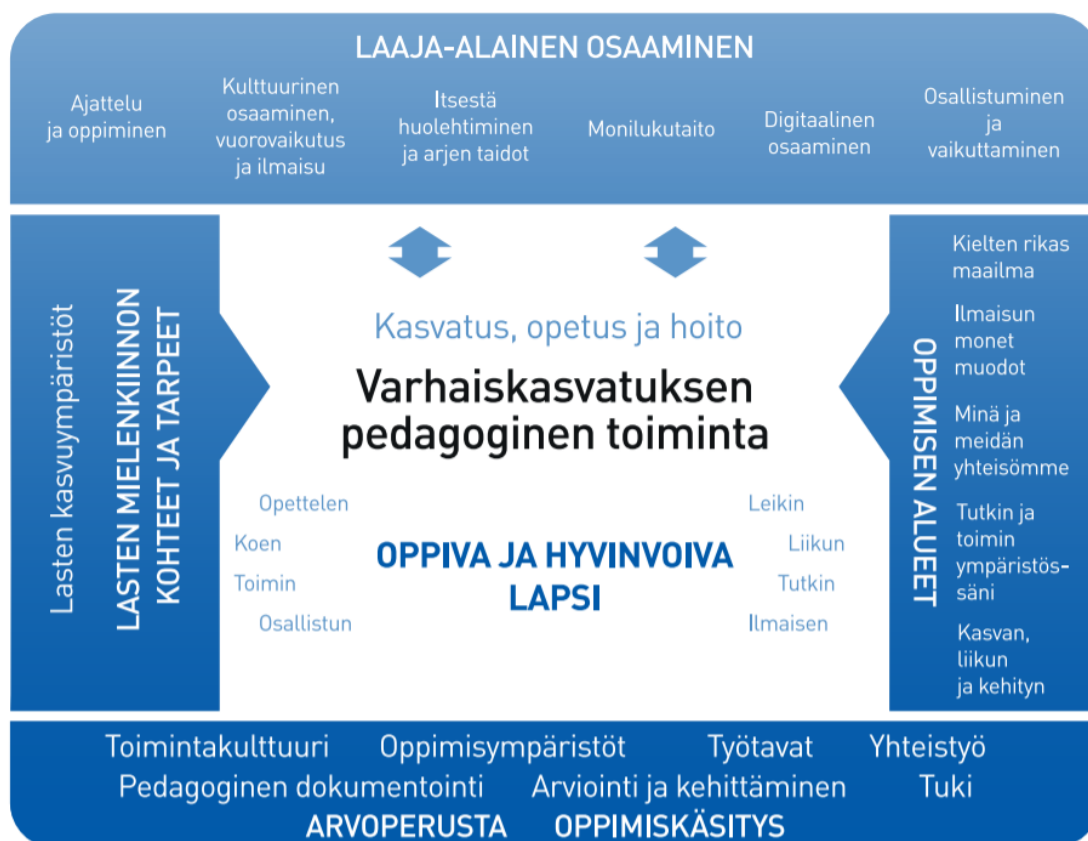 LAAJA-ALAINEN OSAAMINEN
Ajattelu
ja oppiminen
Kulttuurinen
osaaminen,
vuorovaikutus
ja ilmaisu
Itsestä
huolehtiminen
ja arjen taidot
Monilukutaito
Digitaalinen
osaaminen
Osallistuminen
ja
vaikuttaminen
Lasten kasvuympäristöt
LASTEN MIELENKIINNON
KOHTEET JA TARPEET
Kasvatus, opetus ja hoito
Varhaiskasvatuksen
pedagoginen toiminta
Opettelen
Koen
Toimin
Osallistun
OPPIVA JA HYVINVOIVA
LAPSI
Leikin
Liikun
Tutkin
Ilmaisen
OPPIMISEN ALUEET
Kielten rikas
maailma
Ilmaisun
monet
muodot
Minä ja
meidän
yhteisömme
Tutkin ja
toimin
ympäristös-
säni
Kasvan,
liikun
ja kehityn
Toimintakulttuuri Oppimisympäristöt Työtavat Yhteistyö
Pedagoginen dokumentointi Arviointi ja kehittäminen Tuki
ARVOPERUSTA OPPIMISKÄSITYS